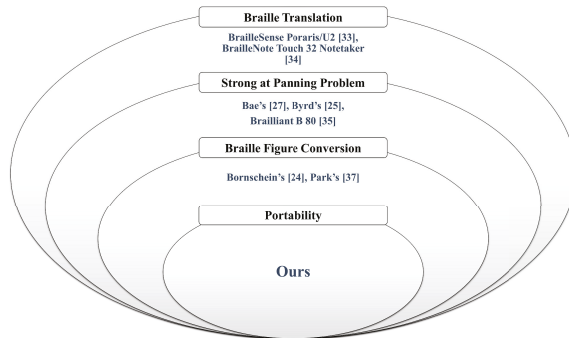 Braille Translation
BrailleSense Poraris/U2 [33],
BrailleNote Touch 32 Notetaker
[34]
Strong at Panning Problem
Bae's [27], Byrd's [25],
Brailliant B 80 [35]
Braille Figure Conversion
Bornschein's [24], Park's [37]
Portability
Ours